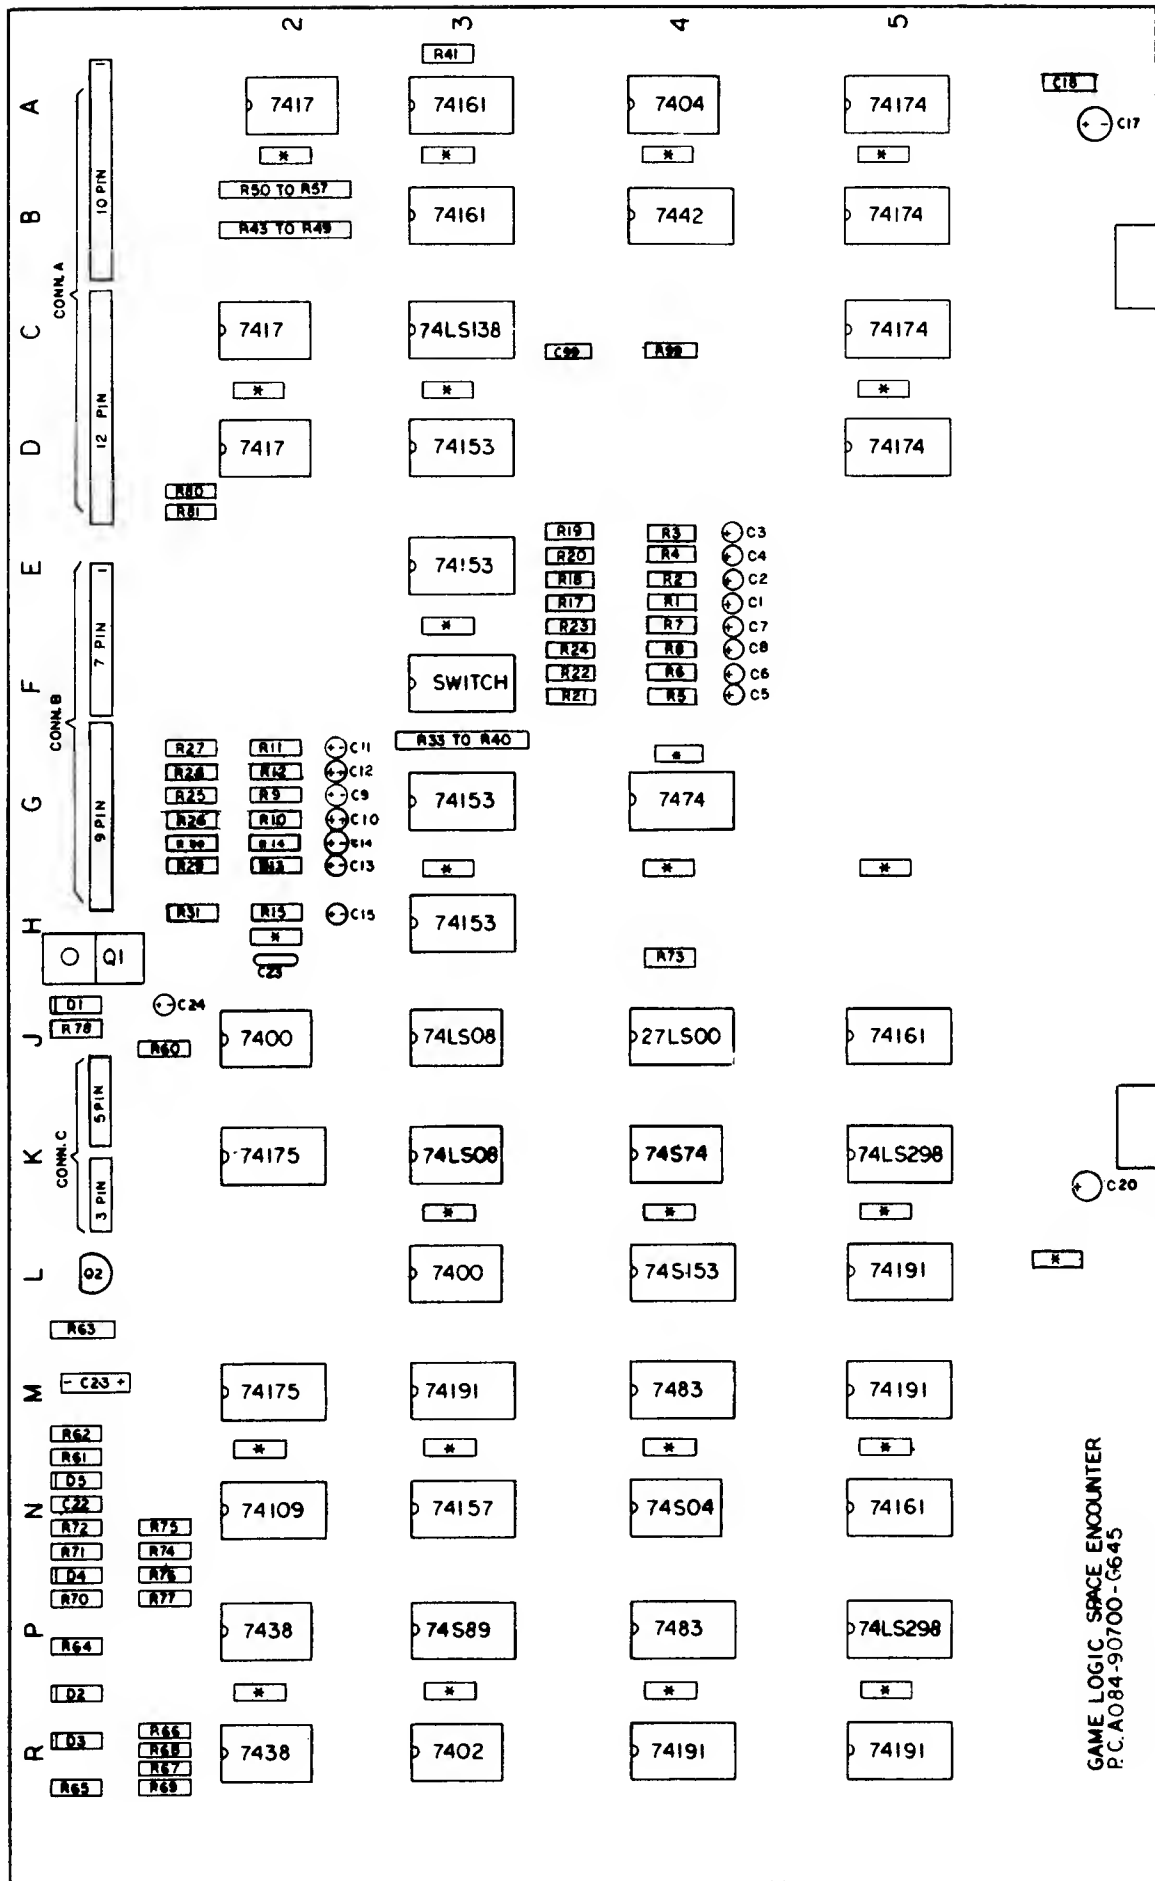 2 3 4 5
R41
A 7417 74161 7404 74174 C18
C17
* * * *
10 PIN
R50 TO R57
B 74161 7442 74174
R43 TO R49
CONN. A
C 7417 74LS138 74174
C99 R99
* * *
12 PIN
D 7417 74153 74174
R80
R81
R19 R3 C3
E 74153 R20 R4 C4
R18 R2 C2
R17 R1 C1
* R23 R7 C7
7 PIN
R24 R8 C8
F SWITCH R22 R6 C6
R21 R5 C5
CONN. B
R33 TO R40
R27 R11 C11
*
R28 R12 C12
G R25 R9 C9 74153 7474
9 PIN
R26 R10 C10
R14 C14
R29 R13 C13 * * *
H R31 R15 C15 74153
*
Q1 C23 R73
D1 C24
R78
J 7400 74LS08 27LS00 74161
R60
5 PIN
CONN. C
K 74175 74LS08 74S74 74LS298
3 PIN
C20
* * *
*
L Q2 7400 74S153 74191
R63
M - C23 + 74175 74191 7483 74191
R62
* * * *
R61
D5
N C22 74109 74157 74S04 74161
R72 R75
R71 R74
D4 R76
R70 R77
P R64 7438 74S89 7483 74LS298
D2 * * * *
R66
R D3 R68 7438 7402 74191 74191
R67
R65 R69
GAME LOGIC SPACE ENCOUNTER
P.C. A084-90700-G645